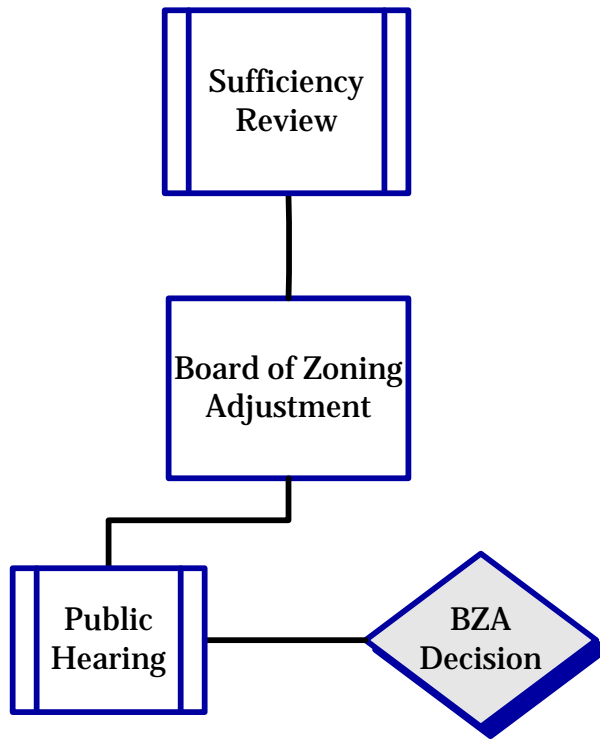 Sufficiency
Review
Board of Zoning
Adjustment
Public
Hearing
BZA
Decision